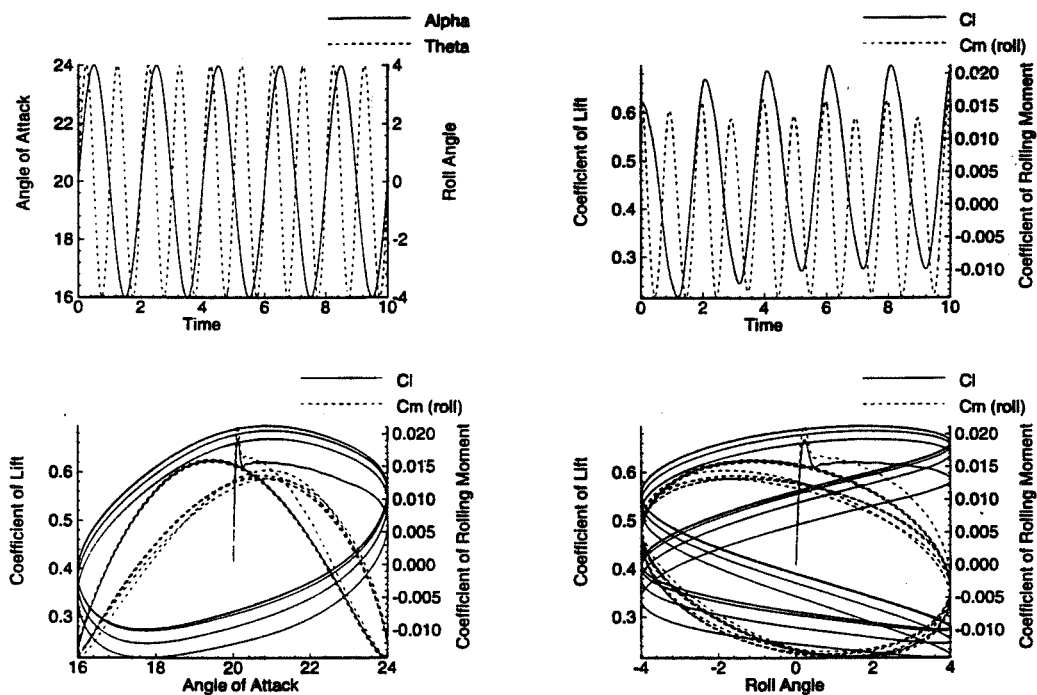 Alpha
Theta
24
22
20
18
16
Angle of Attack
4
2
0
-2
-4
Roll Angle
0 2 4 6 8 10
Time
Cl
Cm (roll)
0.6
0.5
0.4
0.3
Coefficient of Lift
0.020
0.015
0.010
0.005
0.000
-0.005
-0.010
Coefficient of Rolling Moment
0 2 4 6 8 10
Time
Cl
Cm (roll)
0.6
0.5
0.4
0.3
Coefficient of Lift
0.020
0.015
0.010
0.005
0.000
-0.005
-0.010
Coefficient of Rolling Moment
16 18 20 22 24
Angle of Attack
Cl
Cm (roll)
0.6
0.5
0.4
0.3
Coefficient of Lift
0.020
0.015
0.010
0.005
0.000
-0.005
-0.010
Coefficient of Rolling Moment
-4 -2 0 2 4
Roll Angle